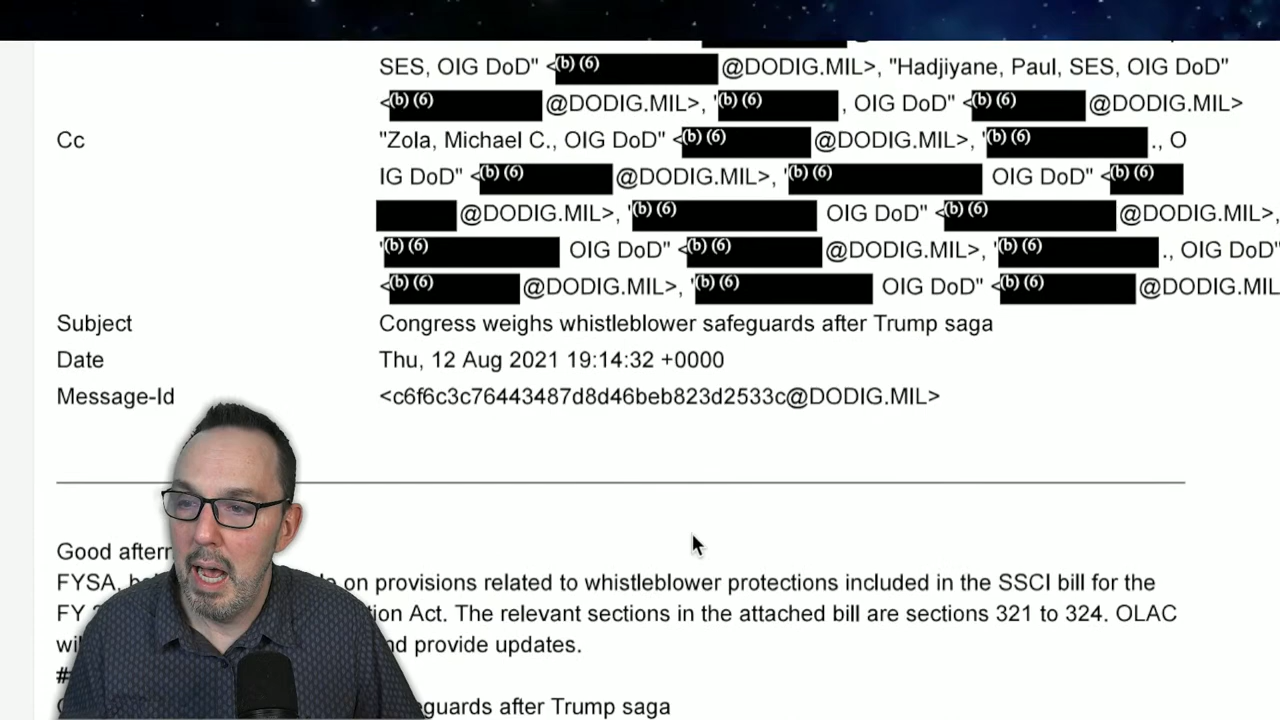 SES, OIG DoD" <(b) (6) @DODIG.MIL>, "Hadjiyane, Paul, SES, OIG DoD"
<(b) (6) @DODIG.MIL>, '(b) (6) , OIG DoD" <(b) (6) @DODIG.MIL>
Cc "Zola, Michael C., OIG DoD" <(b) (6) @DODIG.MIL>, '(b) (6) ., O
IG DoD" <(b) (6) @DODIG.MIL>, '(b) (6) OIG DoD" <(b) (6)
@DODIG.MIL>, '(b) (6) OIG DoD" <(b) (6) @DODIG.MIL>,
'(b) (6) OIG DoD" <(b) (6) @DODIG.MIL>, '(b) (6) ., OIG DoD"
<(b) (6) @DODIG.MIL>, '(b) (6) OIG DoD" <(b) (6) @DODIG.MIL
Subject Congress weighs whistleblower safeguards after Trump saga
Date Thu, 12 Aug 2021 19:14:32 +0000
Message-Id <c6f6c3c76443487d8d46beb823d2533c@DODIG.MIL>
Good
FYSA, on provisions related to whistleblower protections included in the SSCI bill for the
FY Act. The relevant sections in the attached bill are sections 321 to 324. OLAC
and provide updates.
after Trump saga